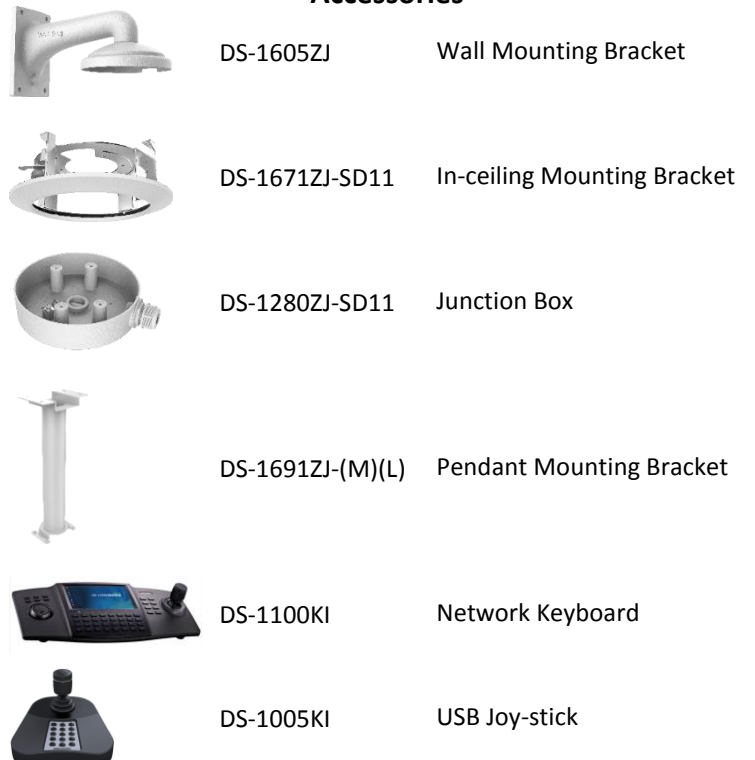 Accessories
DS-1605ZJ Wall Mounting Bracket
DS-1671ZJ-SD11 In-ceiling Mounting Bracket
DS-1280ZJ-SD11 Junction Box
DS-1691ZJ-(M)(L) Pendant Mounting Bracket
DS-1100KI Network Keyboard
DS-1005KI USB Joy-stick